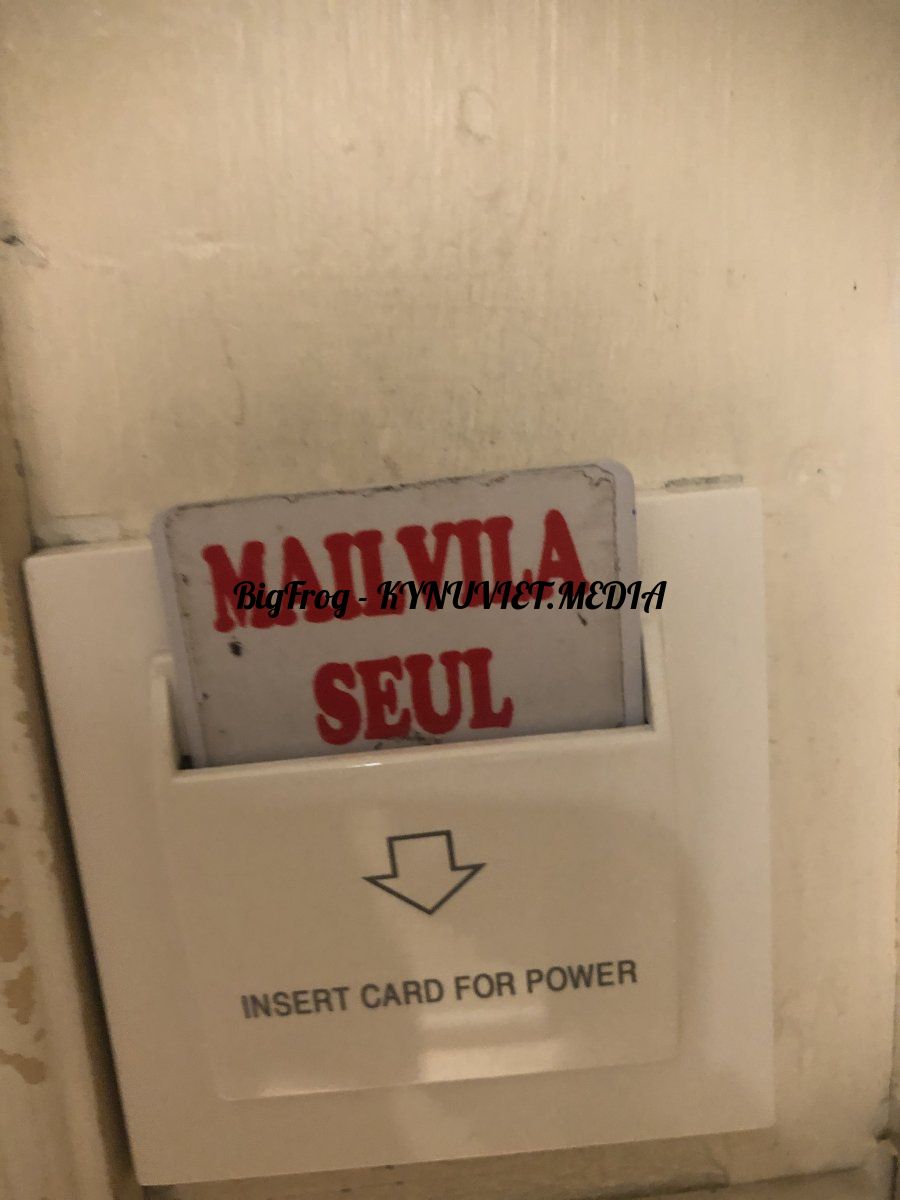 MAILVILA
BigFrog - KYNUVIET.MEDIA
SEUL
INSERT CARD FOR POWER